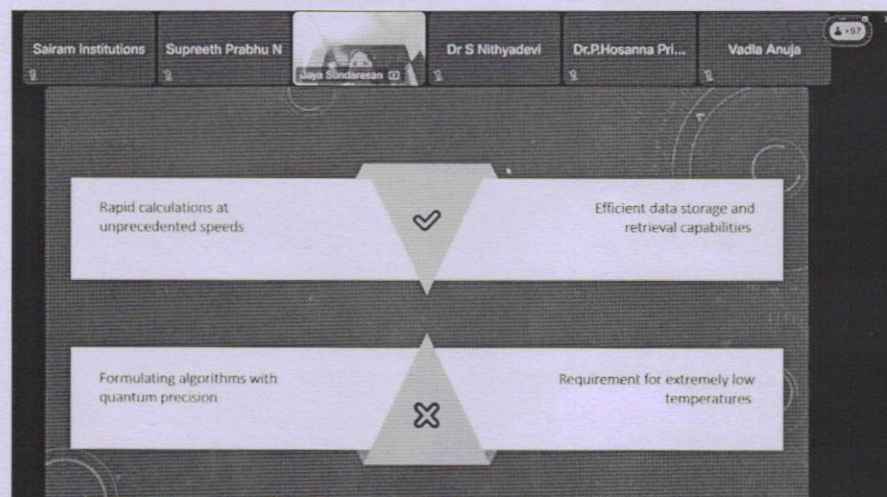 Sairam Institutions
Supreeth Prabhu N
Jaya Sundaresan
Dr S Nithyadevi
Dr.P.Hosanna Pri...
Vadla Anuja
+97
Rapid calculations at
unprecedented speeds
Efficient data storage and
retrieval capabilities
Formulating algorithms with
quantum precision
Requirement for extremely low
temperatures